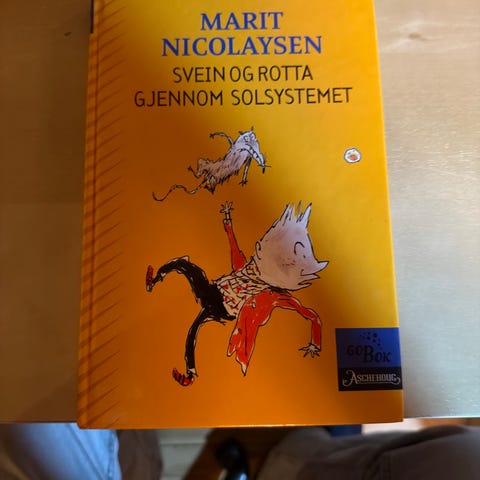 MARIT
NICOLAYSEN
SVEIN OG ROTTA
GJENNOM SOLSYSTEMET
GO BOK
ASCHEHOUG